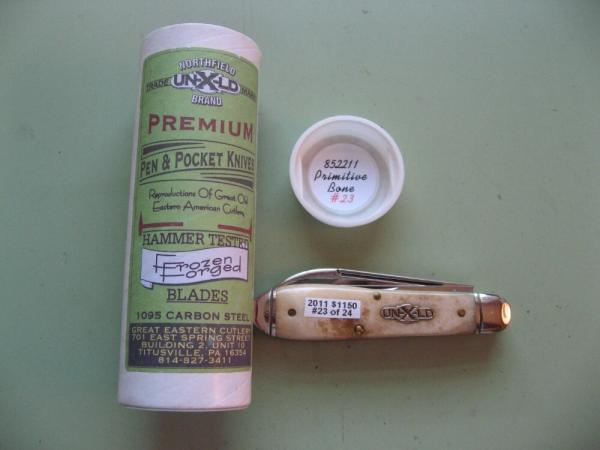 NORTHFIELD
TRADE UN-X-LD MARK
BRAND
PREMIUM
PEN & POCKET KNIVES
Reproductions Of Great Old
Eastern American Cutlery
HAMMER TESTED
Frozen
Forged
BLADES
1095 CARBON STEEL
GREAT EASTERN CUTLERY
701 EAST SPRING STREET
BUILDING 2, UNIT 10
TITUSVILLE, PA 16354
814-827-3411
852211
Primitive
Bone
#23
2011 $1150
#23 of 24
UN-X-LD